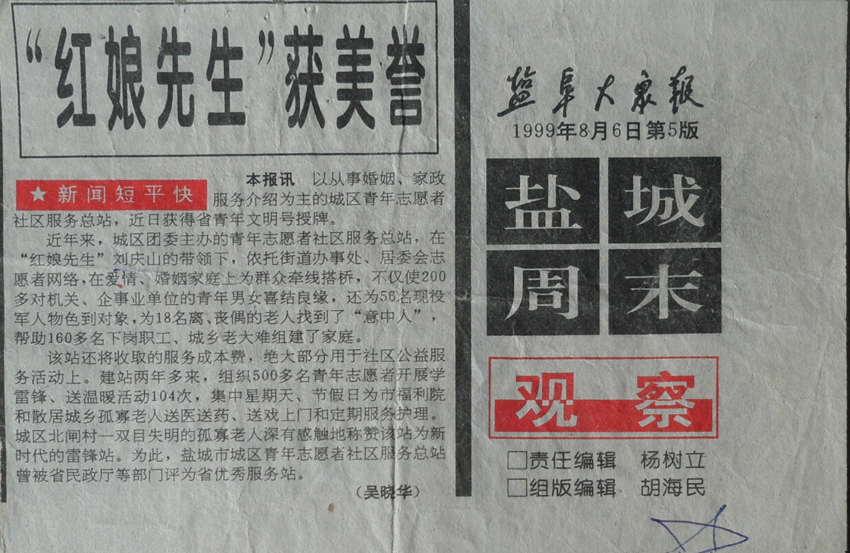 “红娘先生”获美誉
★新闻短平快
本报讯 以从事婚姻、家政
服务介绍为主的城区青年志愿者
社区服务总站，近日获得省青年文明号授牌。
近年来，城区团委主办的青年志愿者社区服务总站，在
“红娘先生”刘庆山的带领下，依托街道办事处、居委会志
愿者网络，在爱情、婚姻家庭上为群众牵线搭桥，不仅使200
多对机关、企事业单位的青年男女喜结良缘，还为56名现役
军人物色到对象，为18名离、丧偶的老人找到了“意中人”，
帮助160多名下岗职工、城乡老大难组建了家庭。
该站还将收取的服务成本费，绝大部分用于社区公益服
务活动上。建站两年多来，组织500多名青年志愿者开展学
雷锋、送温暖活动104次，集中星期天、节假日为市福利院
和散居城乡孤寡老人送医送药、送戏上门和定期服务护理。
城区北闸村一双目失明的孤寡老人深有感触地称赞该站为新
时代的雷锋站。为此，盐城市城区青年志愿者社区服务总站
曾被省民政厅等部门评为省优秀服务站。
（吴晓华）
盐阜大众报
1999年8月6日第5版
盐城
周末
观察
□责任编辑 杨树立
□组版编辑 胡海民